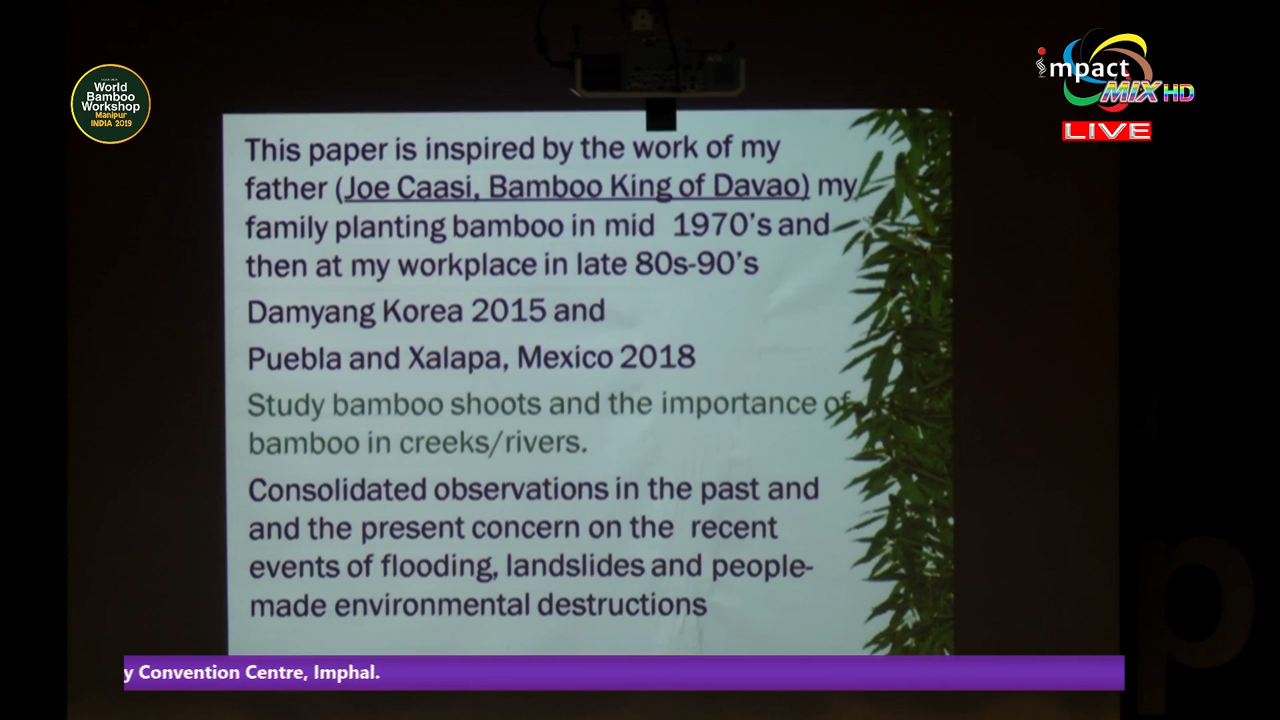 World
Bamboo
Workshop
Manipur
INDIA 2019
impact
MIX HD
LIVE
This paper is inspired by the work of my
father (Joe Caasi, Bamboo King of Davao) my
family planting bamboo in mid 1970's and
then at my workplace in late 80s-90's
Damyang Korea 2015 and
Puebla and Xalapa, Mexico 2018
Study bamboo shoots and the importance of
bamboo in creeks/rivers.
Consolidated observations in the past and
and the present concern on the recent
events of flooding, landslides and people-
made environmental destructions
y Convention Centre, Imphal.